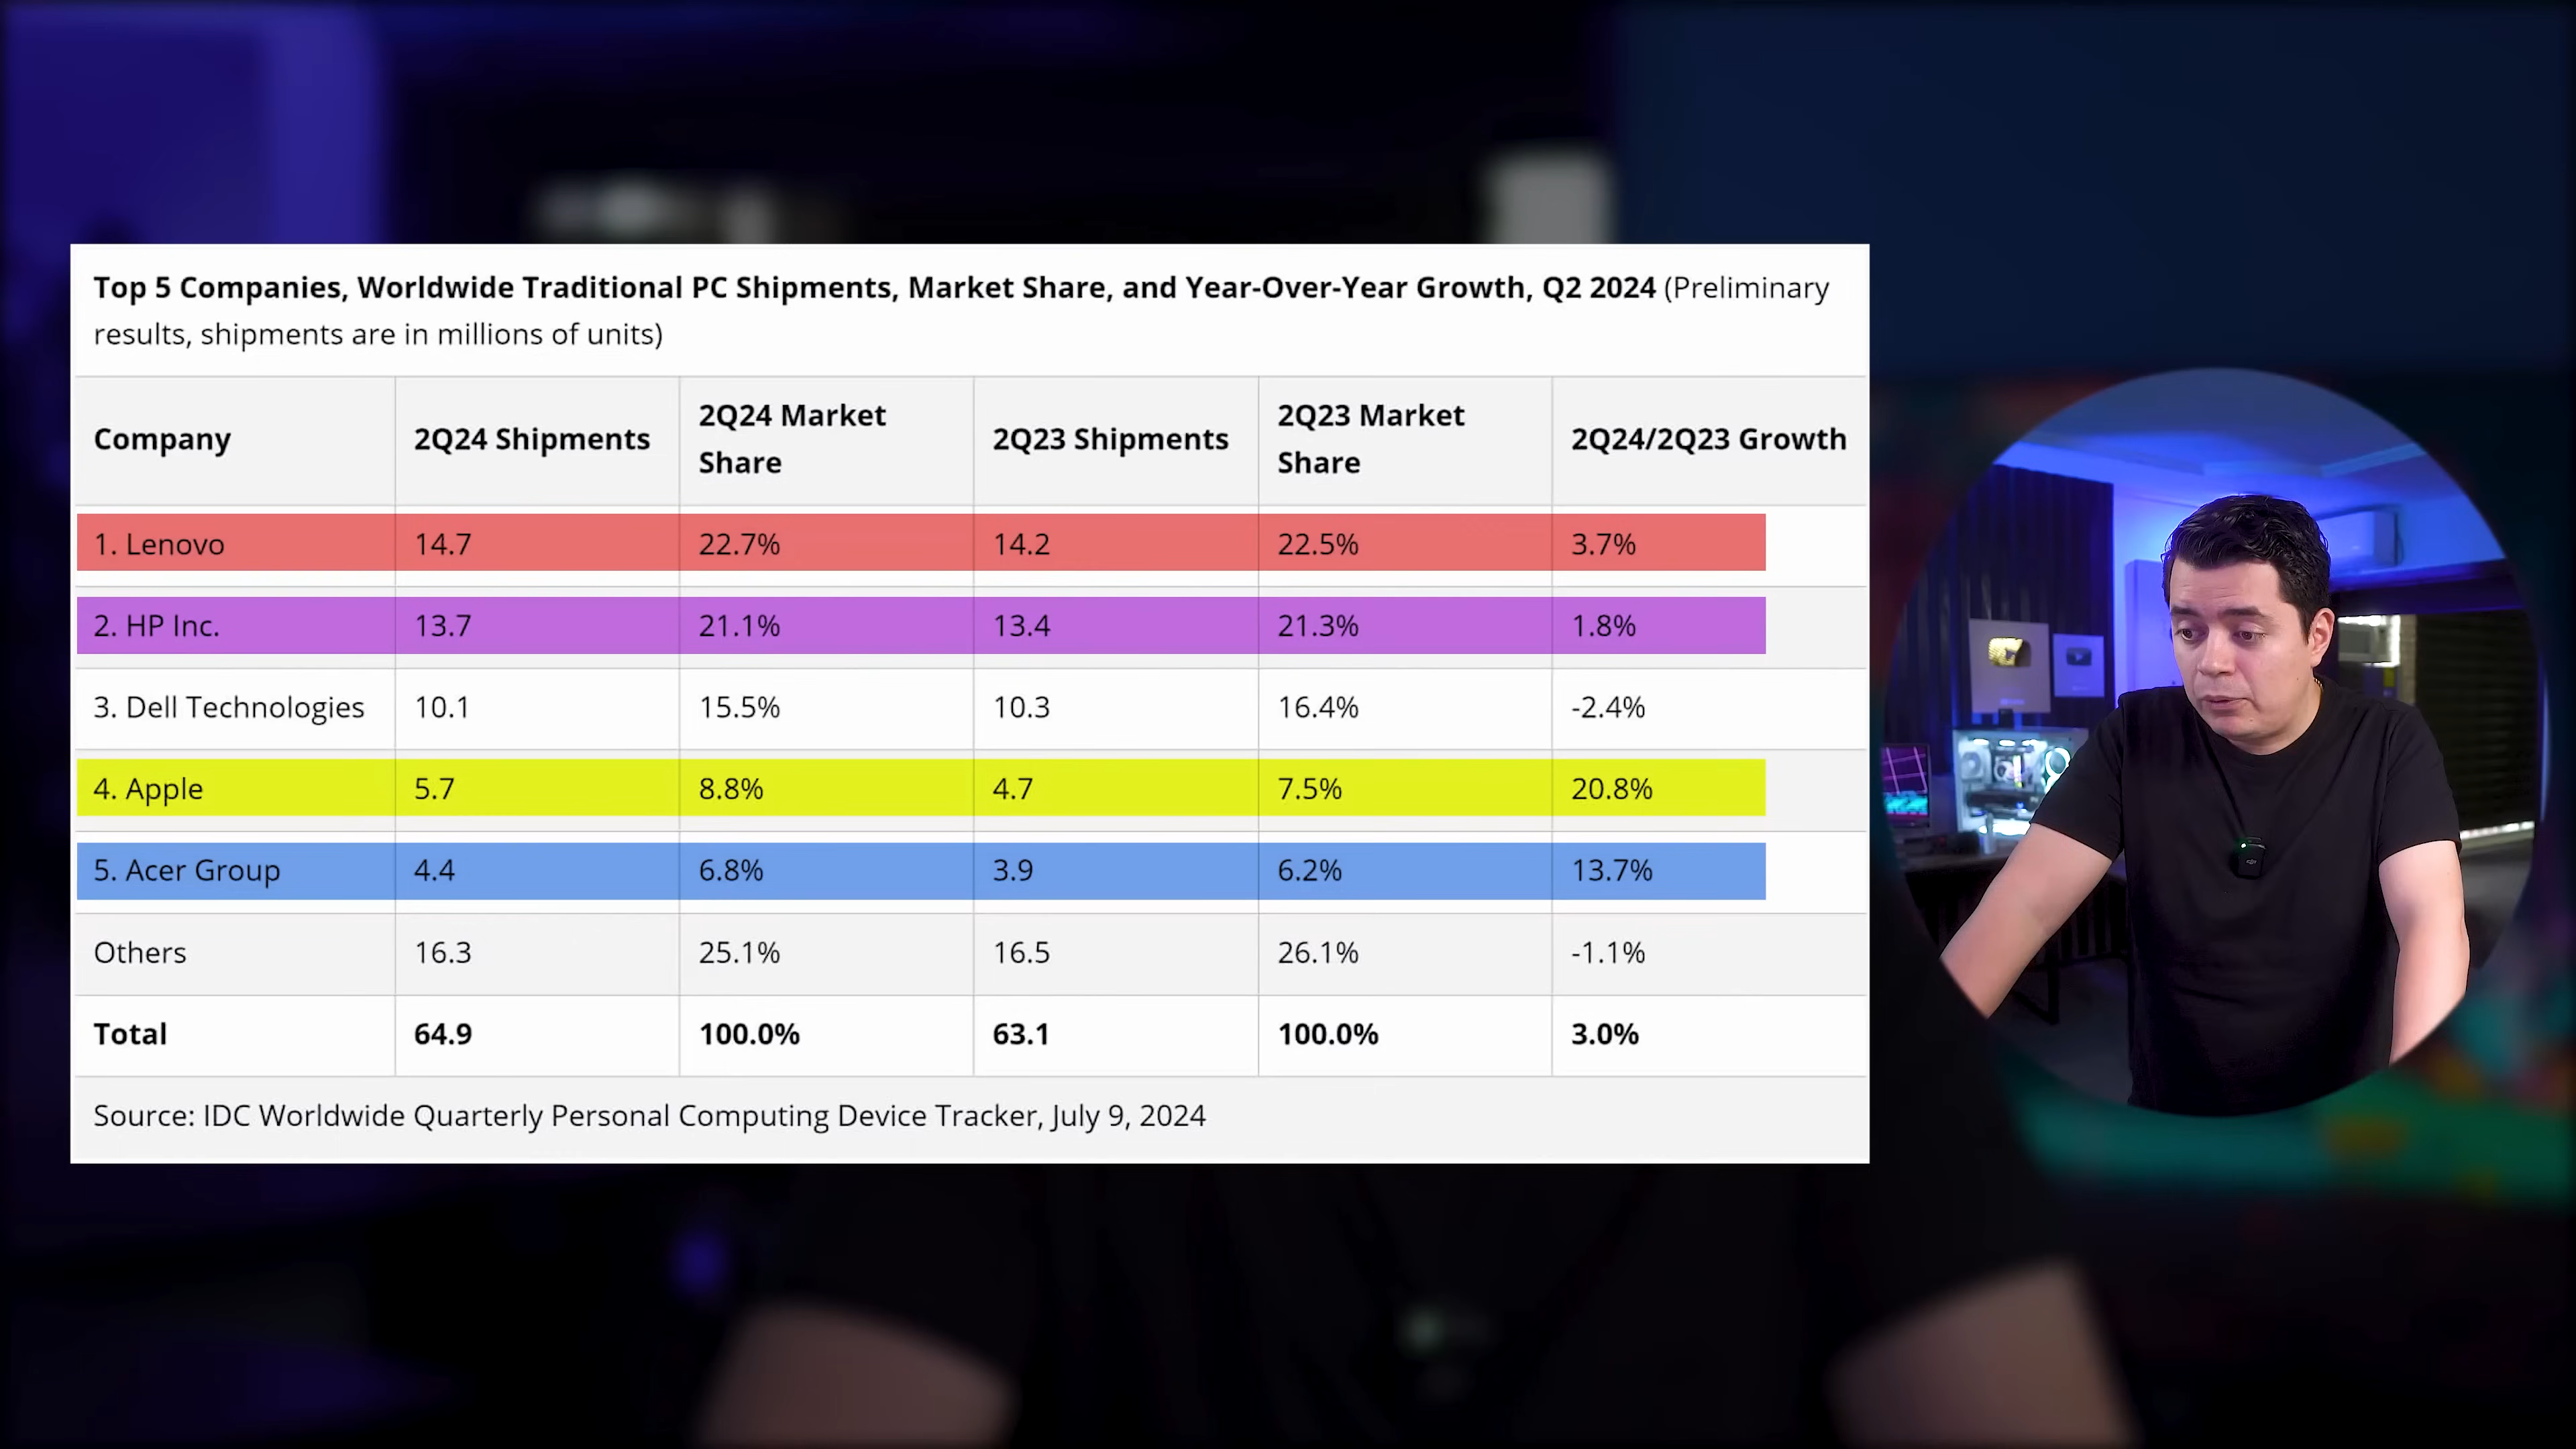 Top 5 Companies, Worldwide Traditional PC Shipments, Market Share, and Year-Over-Year Growth, Q2 2024 (Preliminary
results, shipments are in millions of units)
Company 2Q24 Shipments 2Q24 Market Share 2Q23 Shipments 2Q23 Market Share 2Q24/2Q23 Growth
1. Lenovo 14.7 22.7% 14.2 22.5% 3.7%
2. HP Inc. 13.7 21.1% 13.4 21.3% 1.8%
3. Dell Technologies 10.1 15.5% 10.3 16.4% -2.4%
4. Apple 5.7 8.8% 4.7 7.5% 20.8%
5. Acer Group 4.4 6.8% 3.9 6.2% 13.7%
Others 16.3 25.1% 16.5 26.1% -1.1%
Total 64.9 100.0% 63.1 100.0% 3.0%
Source: IDC Worldwide Quarterly Personal Computing Device Tracker, July 9, 2024